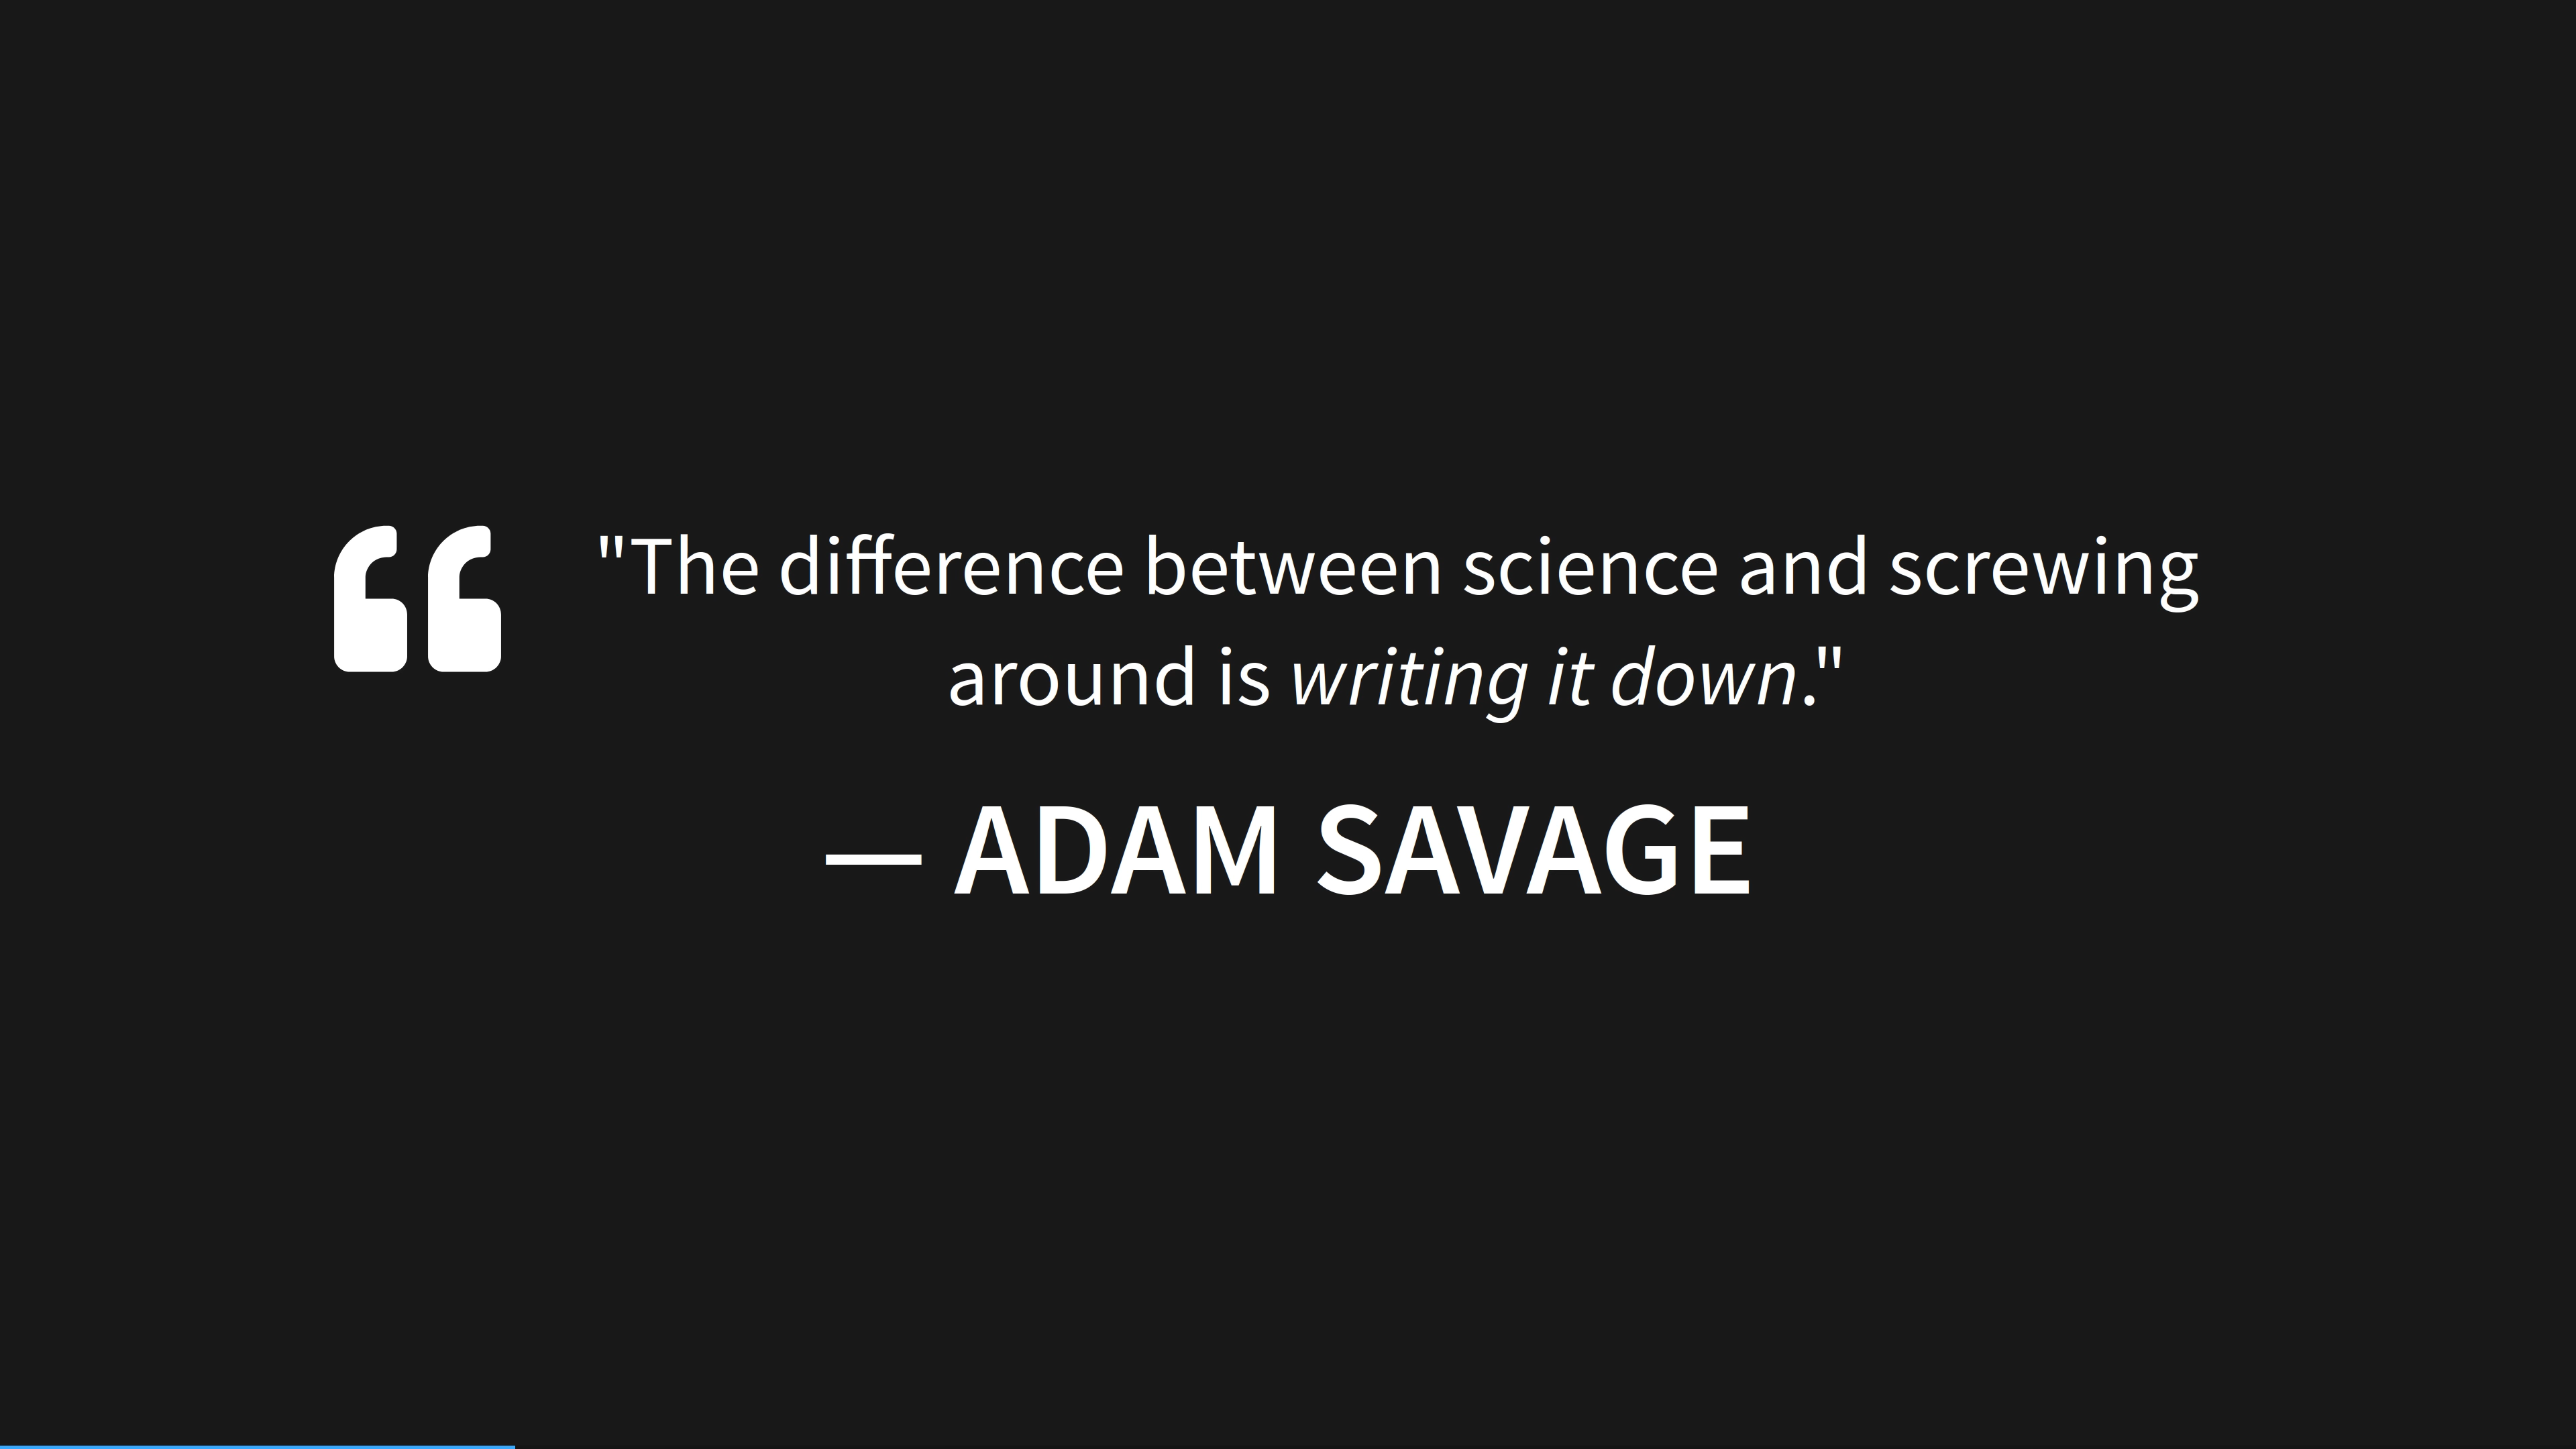 "The difference between science and screwing
around is writing it down."
— ADAM SAVAGE